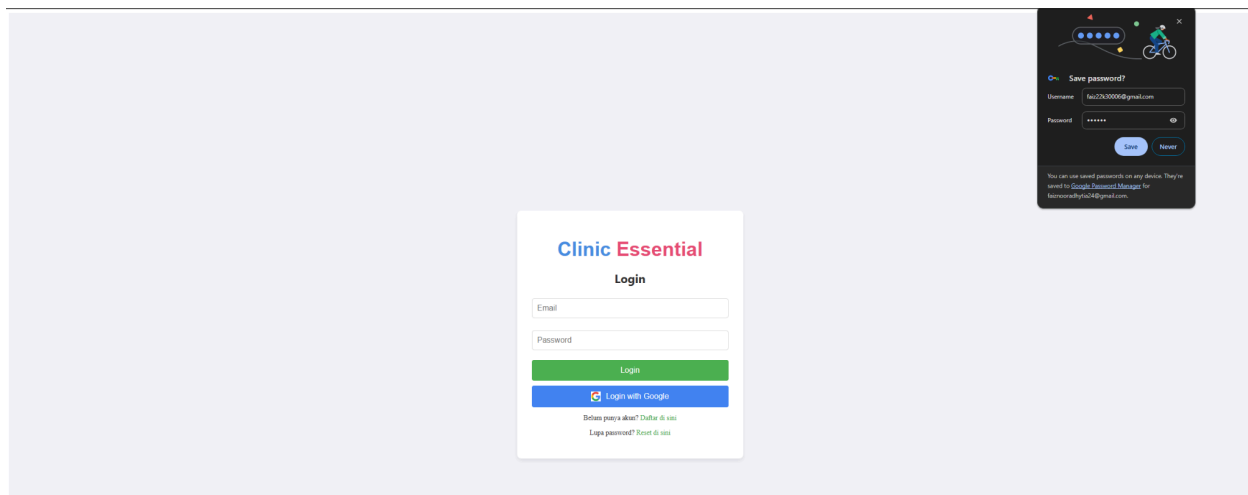 Save password?
Username faiz22k30006@gmail.com
Password ••••••
Save Never
You can use saved passwords on any device. They're
saved to Google Password Manager for
faiznooradhytia24@gmail.com.
Clinic Essential
Login
Email
Password
Login
Login with Google
Belum punya akun? Daftar di sini
Lupa password? Reset di sini